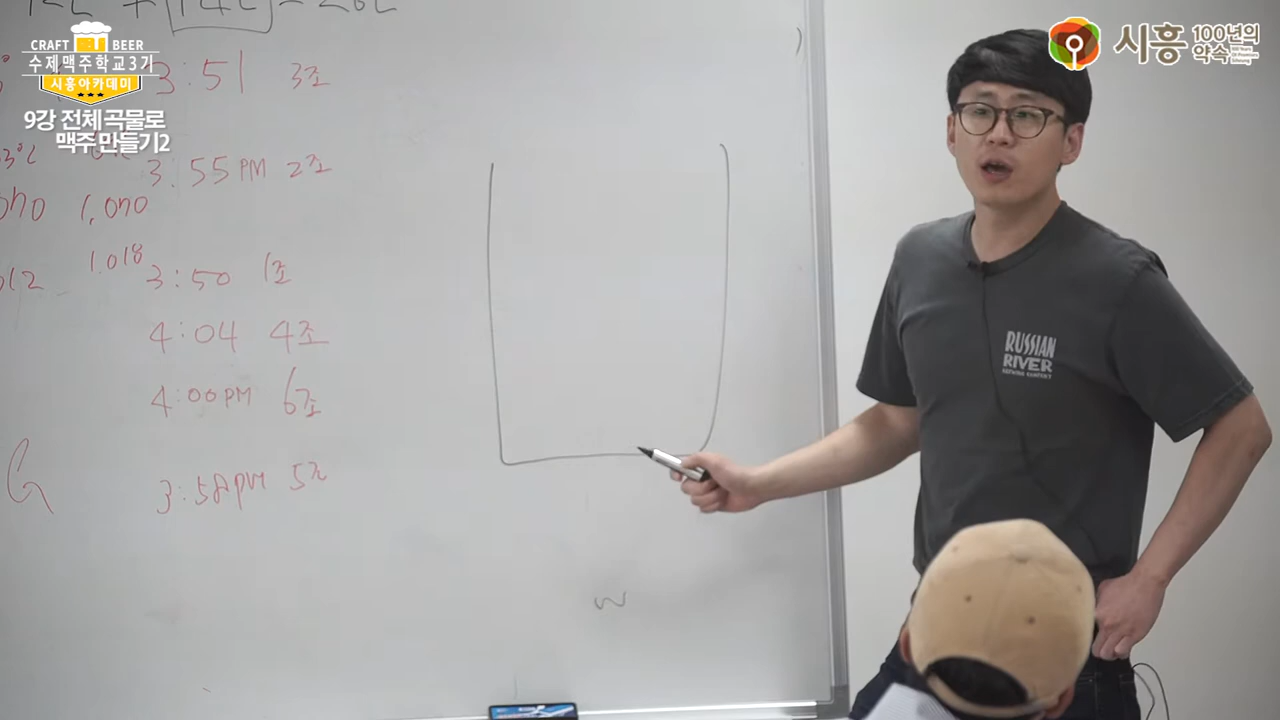 CRAFT BEER
수제맥주학교3기
시흥아카데미
9강 전체곡물로
맥주만들기2
시흥 100년의
약속
3:51 3조
3:55 PM 2조
1,070
1.018
3:50 1조
4:04 4조
4:00 PM 6조
3:58 PM 5조
G
RUSSIAN
RIVER
BREWING COMPANY